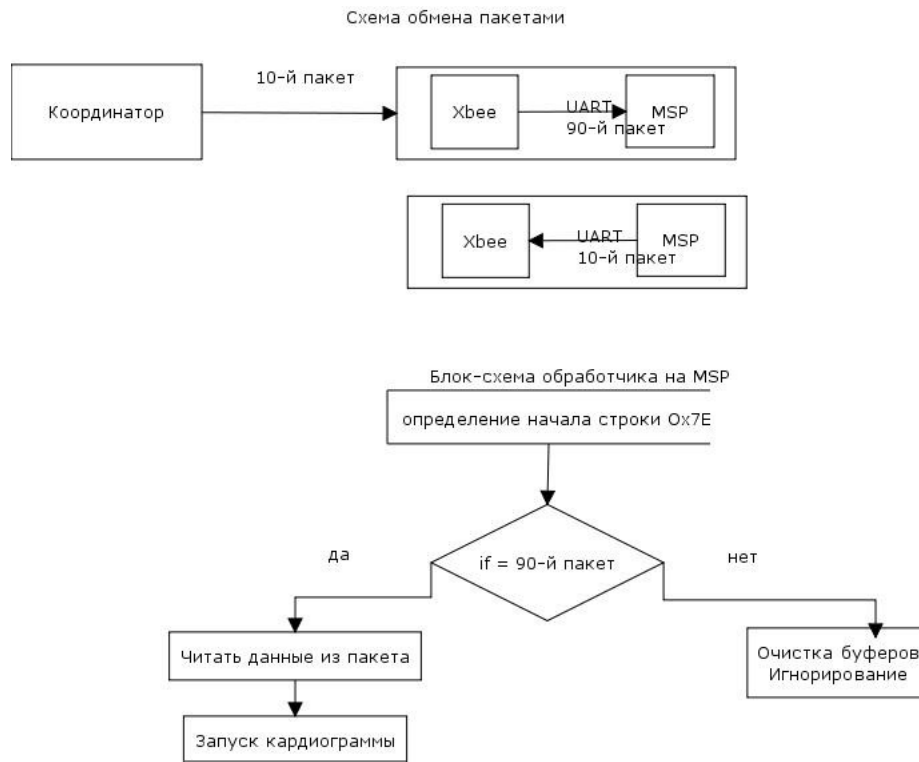 Схема обмена пакетами
10-й пакет
Координатор
Xbee
UART
90-й пакет
MSP
Xbee
UART
10-й пакет
MSP
Блок-схема обработчика на MSP
определение начала строки Ox7E
if = 90-й пакет
да
нет
Читать данные из пакета
Очистка буферов
Игнорирование
Запуск кардиограммы